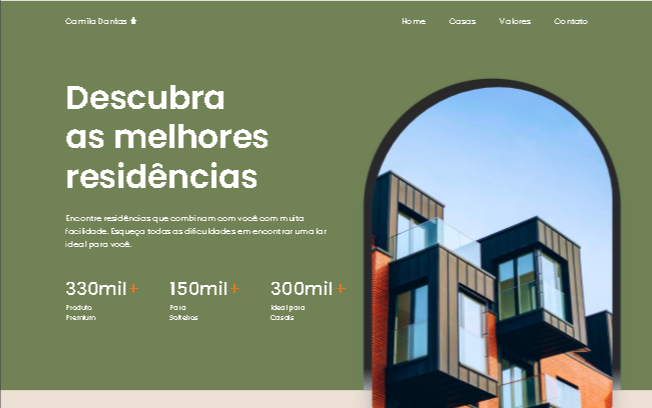 Camila Dantas
Home Casas Valores Contato
Descubra
as melhores
residências
Encontre residências que combinam com você com muita
facilidade. Esqueça todas as dificuldades em encontrar uma lar
ideal para você.
330mil+ 150mil+ 300mil+
Produto Para Ideal para
Premium Solteiros Casais